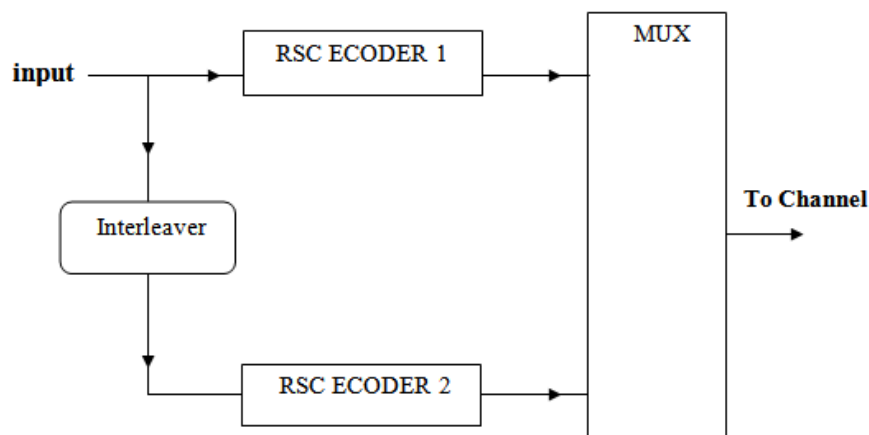 RSC ECODER 1
MUX
input
To Channel
Interleaver
RSC ECODER 2